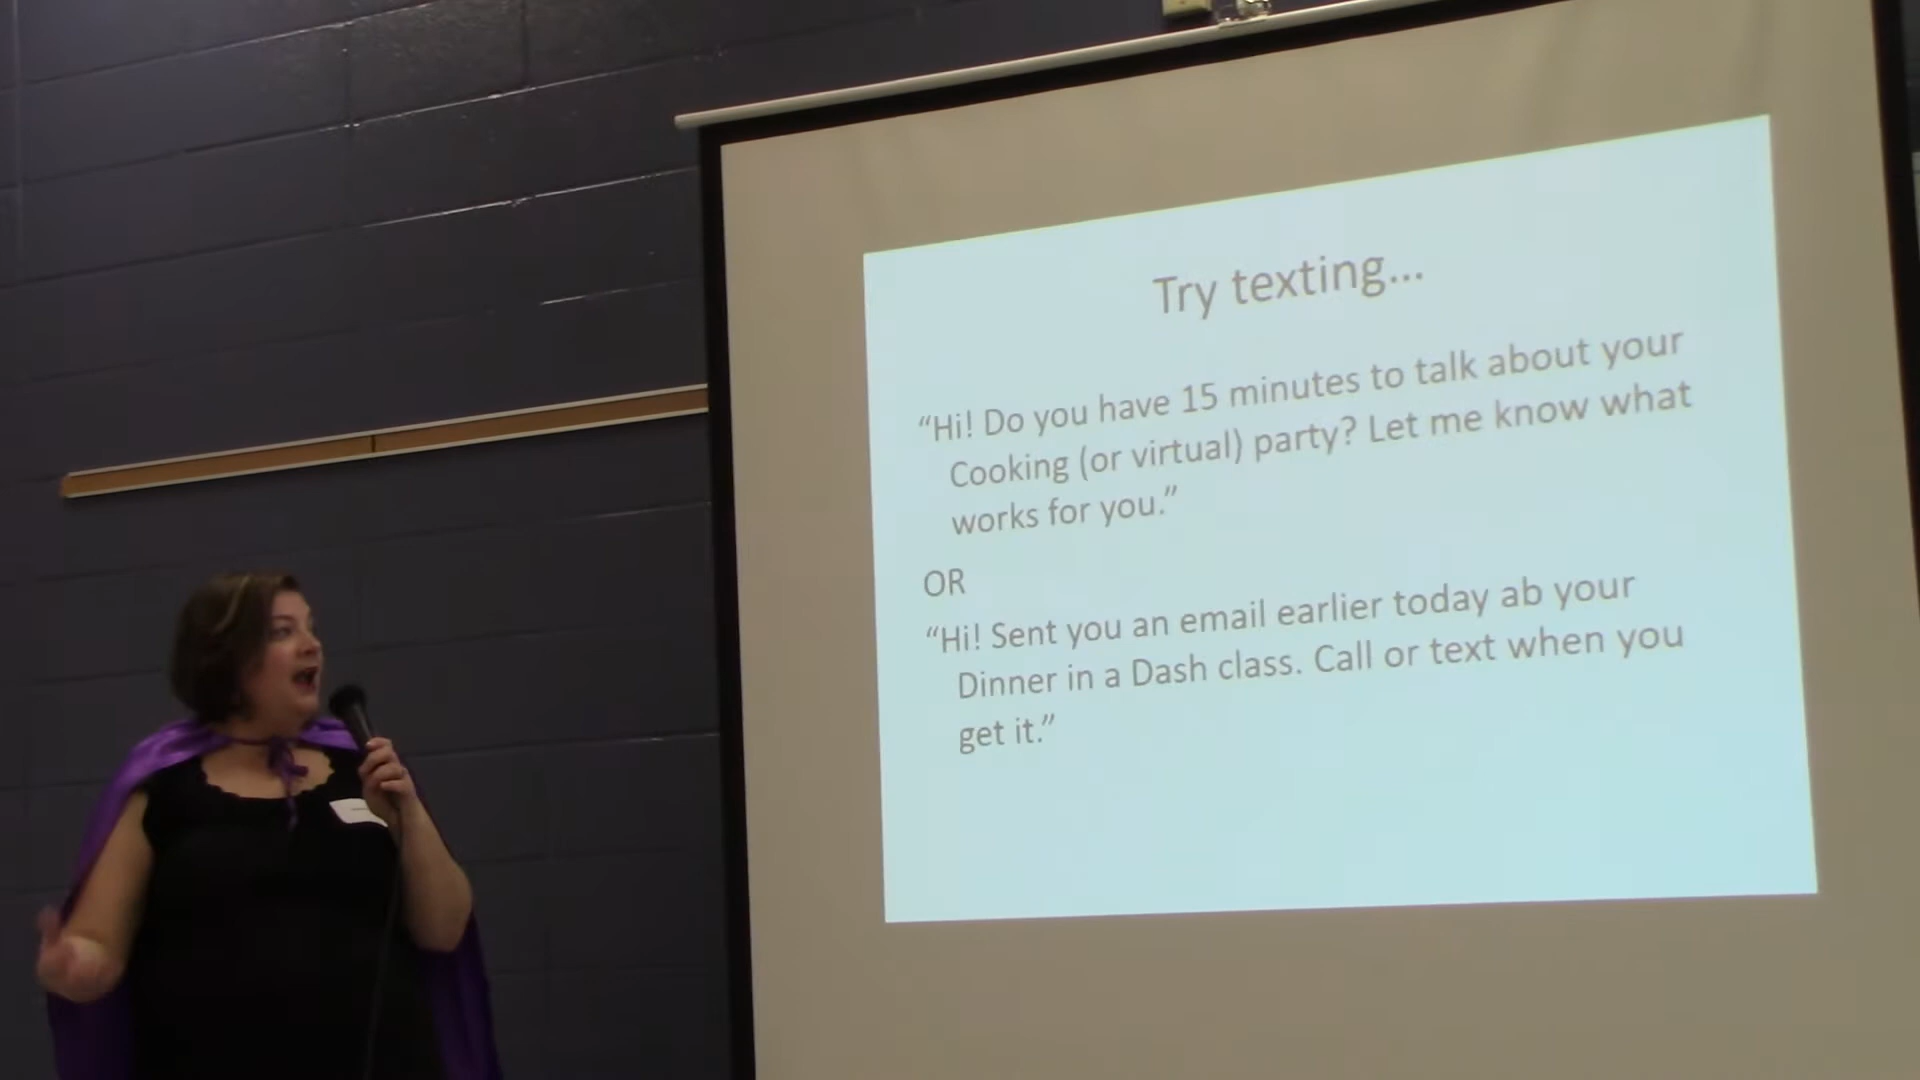 Try texting...
“Hi! Do you have 15 minutes to talk about your
Cooking (or virtual) party? Let me know what
works for you.”
OR
“Hi! Sent you an email earlier today ab your
Dinner in a Dash class. Call or text when you
get it.”